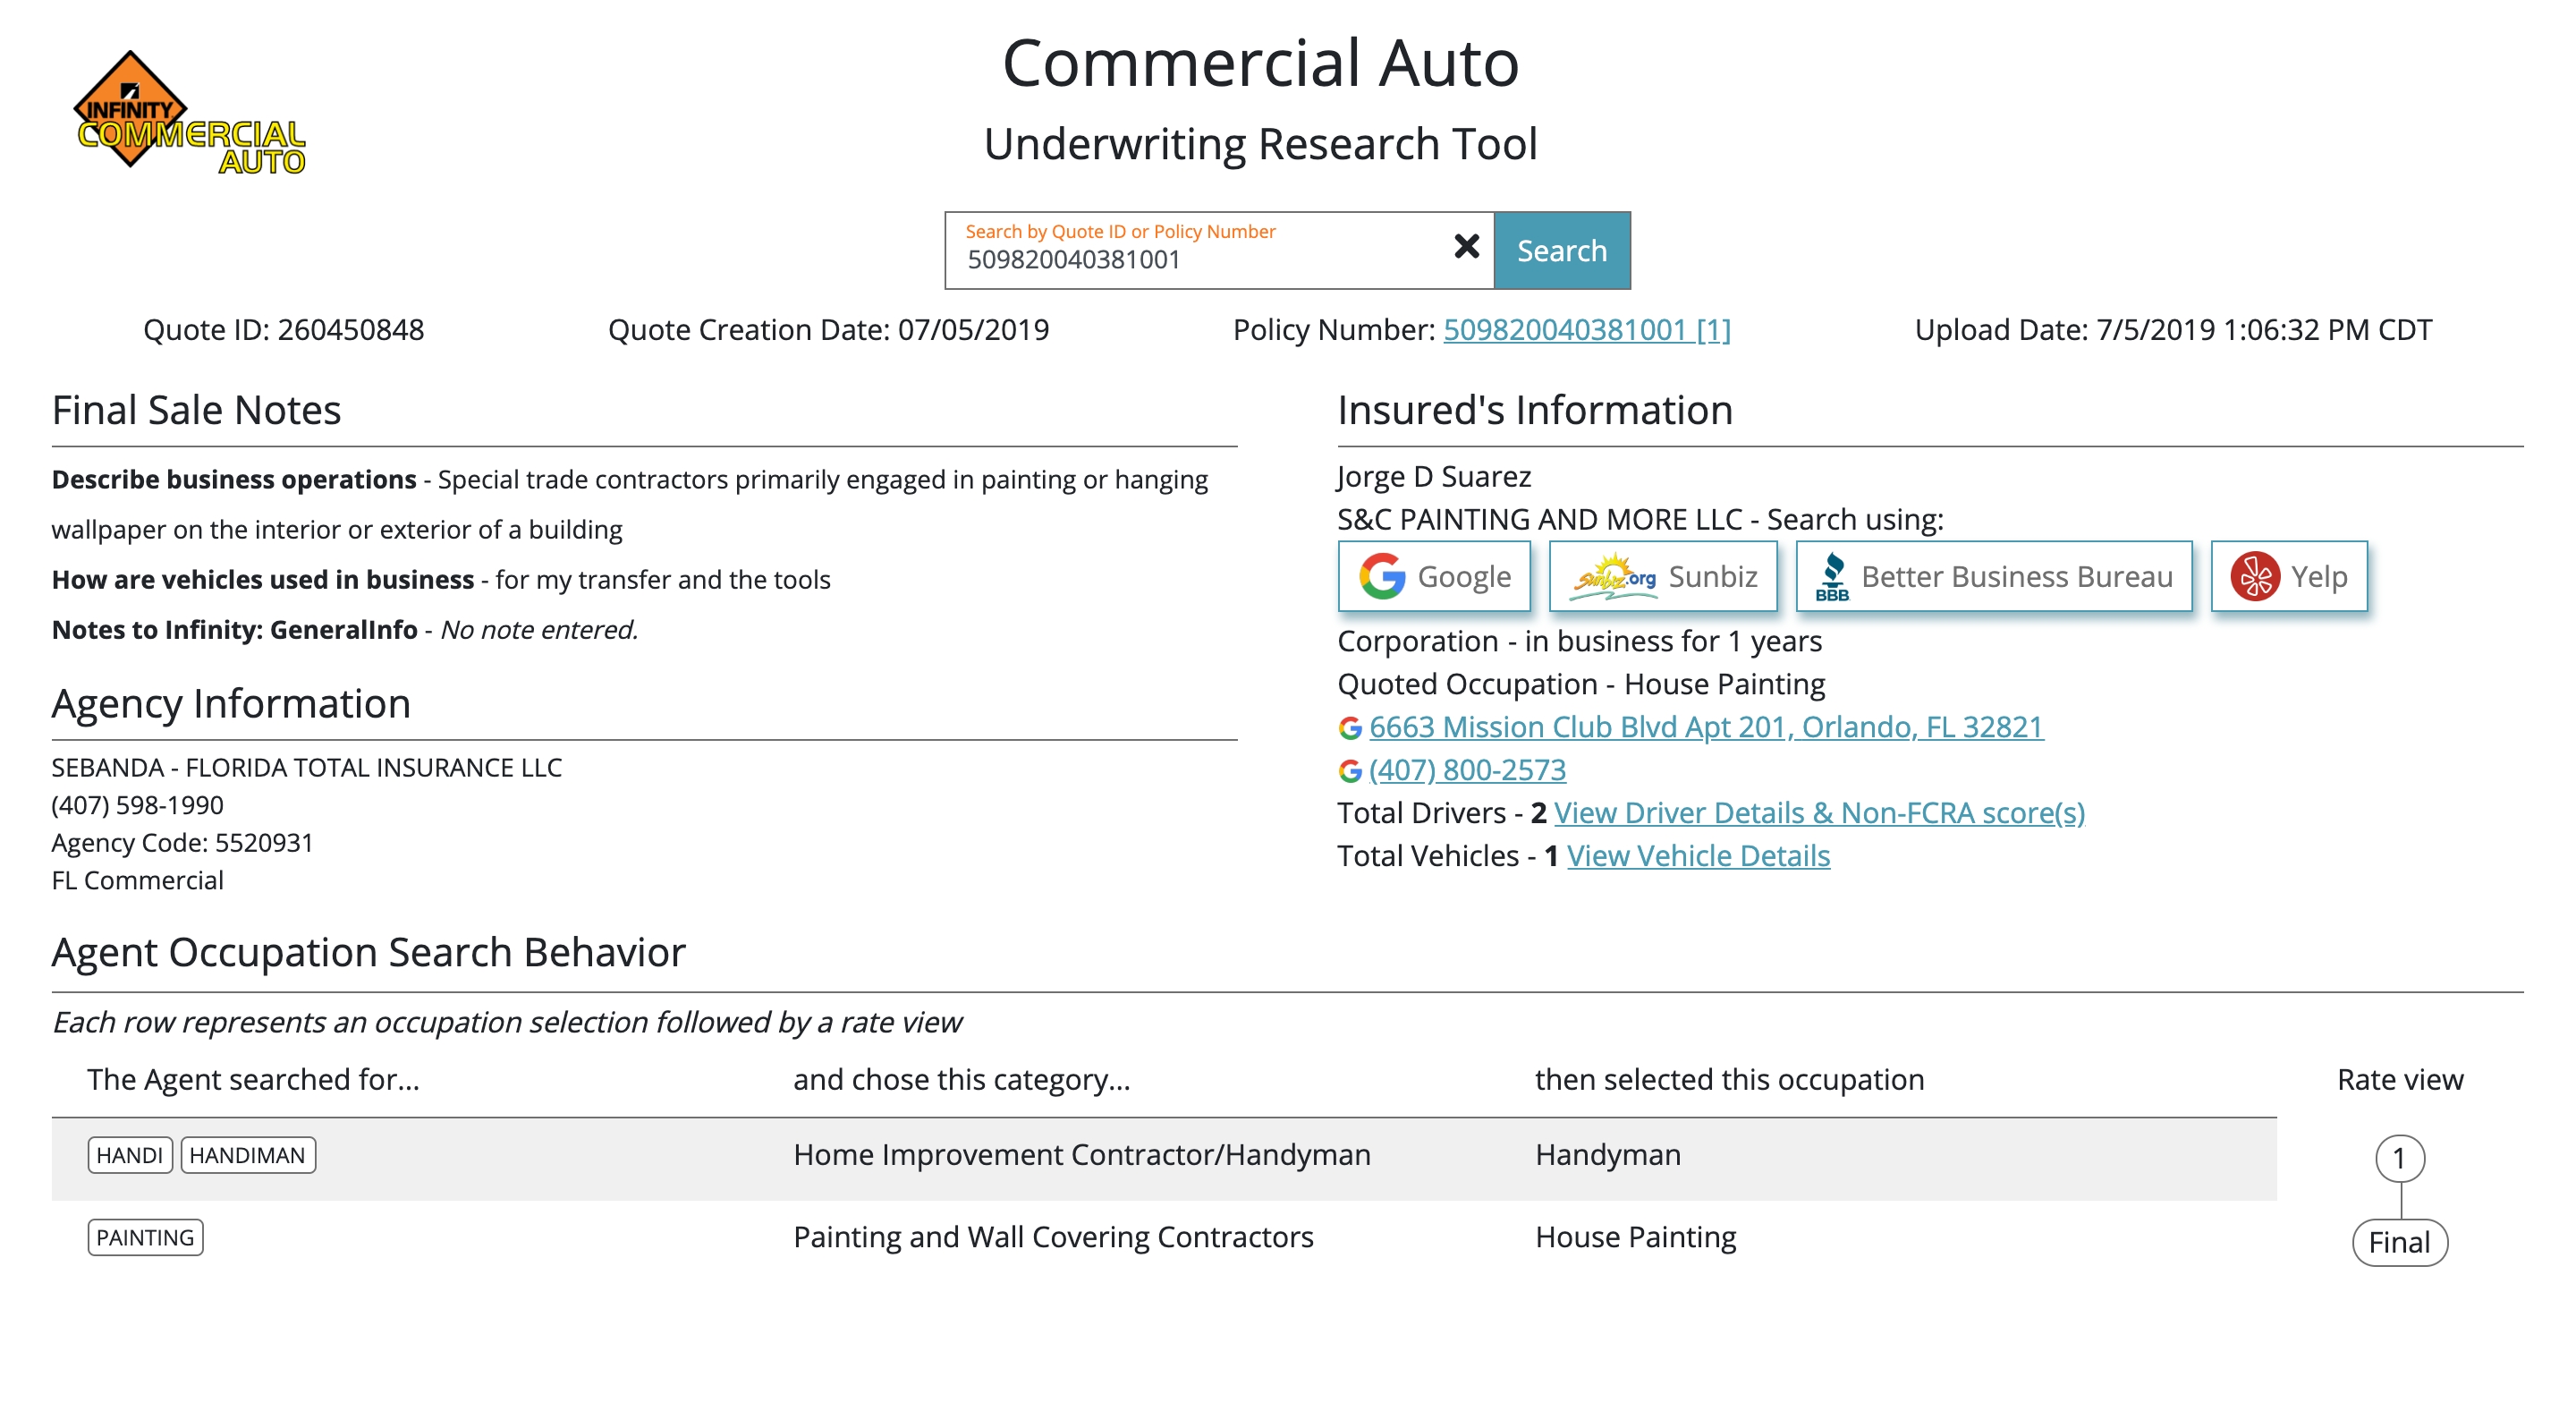 INFINITY
COMMERCIAL
AUTO
Commercial Auto
Underwriting Research Tool
Search by Quote ID or Policy Number
509820040381001
Search
Quote ID: 260450848
Quote Creation Date: 07/05/2019
Policy Number: 509820040381001 [1]
Upload Date: 7/5/2019 1:06:32 PM CDT
Final Sale Notes
Describe business operations - Special trade contractors primarily engaged in painting or hanging
wallpaper on the interior or exterior of a building
How are vehicles used in business - for my transfer and the tools
Notes to Infinity: GeneralInfo - No note entered.
Agency Information
SEBANDA - FLORIDA TOTAL INSURANCE LLC
(407) 598-1990
Agency Code: 5520931
FL Commercial
Insured's Information
Jorge D Suarez
S&C PAINTING AND MORE LLC - Search using:
Google
Sunbiz.org Sunbiz
BBB Better Business Bureau
Yelp
Corporation - in business for 1 years
Quoted Occupation - House Painting
6663 Mission Club Blvd Apt 201, Orlando, FL 32821
(407) 800-2573
Total Drivers - 2 View Driver Details & Non-FCRA score(s)
Total Vehicles - 1 View Vehicle Details
Agent Occupation Search Behavior
Each row represents an occupation selection followed by a rate view
The Agent searched for... and chose this category... then selected this occupation Rate view
HANDI HANDIMAN Home Improvement Contractor/Handyman Handyman 1
PAINTING Painting and Wall Covering Contractors House Painting Final